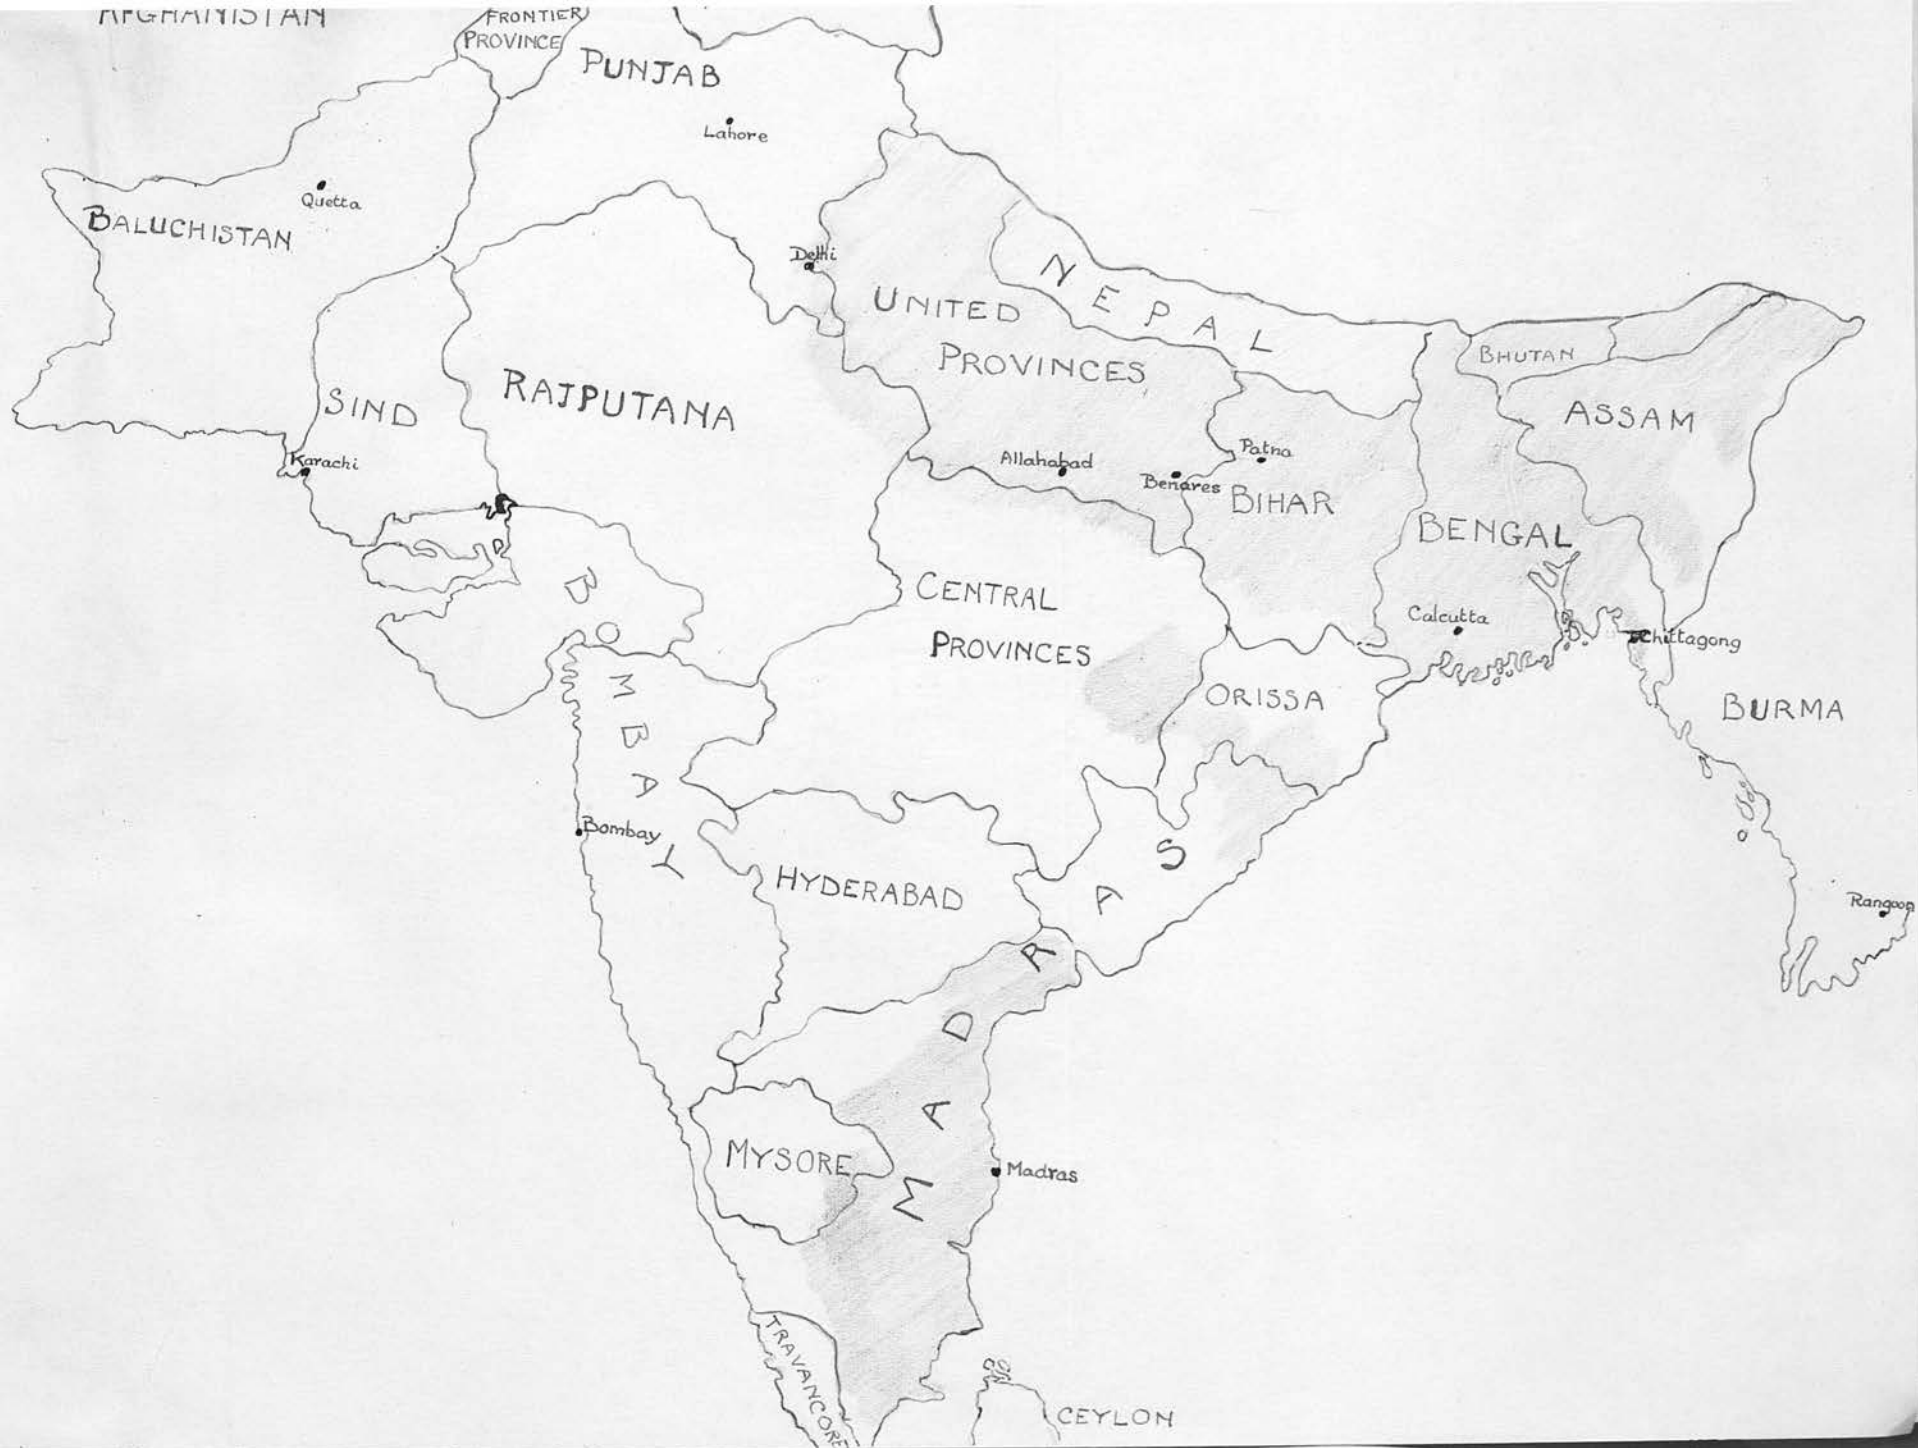 AFGHANISTAN
FRONTIER
PROVINCE
PUNJAB
Lahore
Quetta
BALUCHISTAN
Delhi
NEPAL
UNITED
PROVINCES
BHUTAN
RAJPUTANA
SIND
ASSAM
Karachi
Allahabad
Benares
Patna
BIHAR
BENGAL
CENTRAL
PROVINCES
Calcutta
Chittagong
BOMBAY
ORISSA
BURMA
Bombay
HYDERABAD
Rangoon
MADRAS
MYSORE
Madras
TRAVANCORE
CEYLON